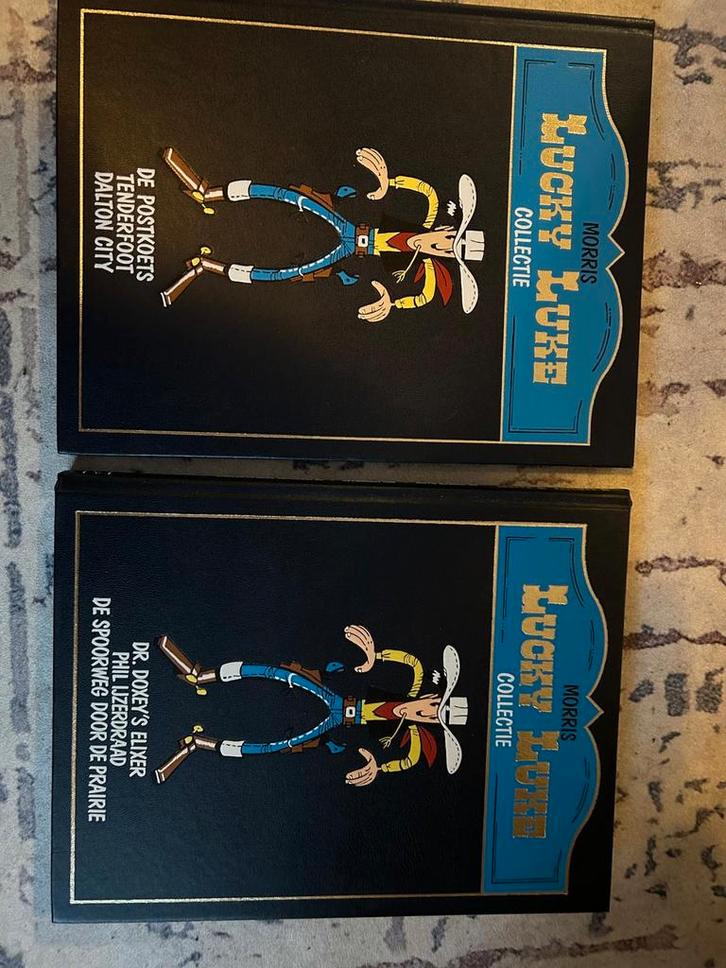 MORRIS
LUCKY LUKE
COLLECTIE
DE POSTKOETS
TENDERFOOT
DALTON CITY
MORRIS
LUCKY LUKE
COLLECTIE
DR. DOXEY'S ELIXER
PHIL IJZERDRAAD
DE SPOORWEG DOOR DE PRAIRIE